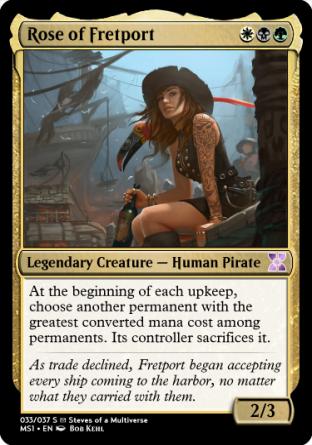 Rose of Fretport
Legendary Creature — Human Pirate
At the beginning of each upkeep,
choose another permanent with the
greatest converted mana cost among
permanents. Its controller sacrifices it.
As trade declined, Fretport began accepting
every ship coming to the harbor, no matter
what they carried with them.
2/3
033/037 S Steves of a Multiverse
MS1 • EN Bob Kehl